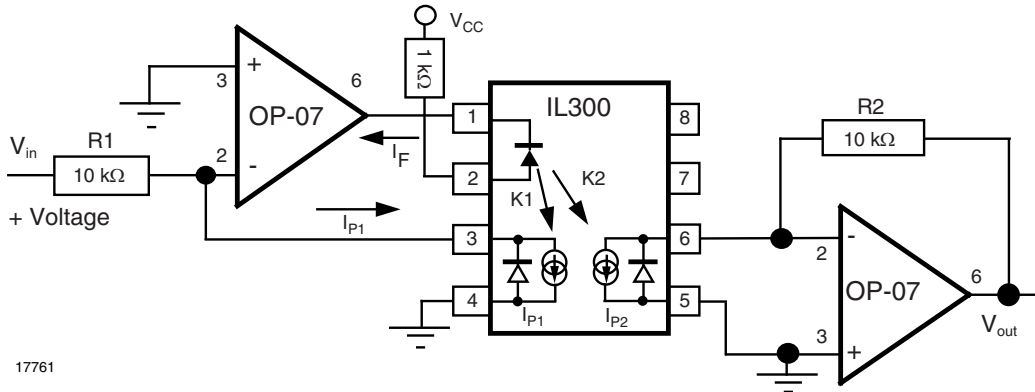 V_CC
1 kΩ
3
+
6
OP-07
V_in
R1
10 kΩ
2
-
+ Voltage
I_F
I_P1
IL300
1
2
3
4
8
7
6
5
K1
K2
I_P1
I_P2
R2
10 kΩ
2
-
6
OP-07
V_out
3
+
17761